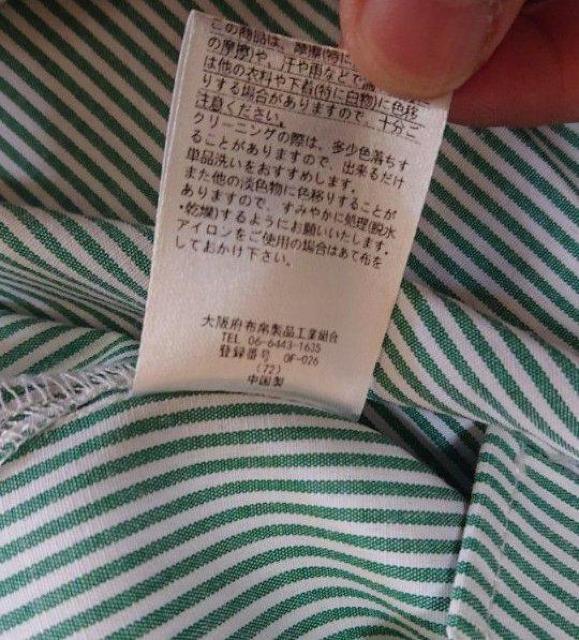 この商品は、摩擦(特に
の摩擦)や、汗や雨などで濡
は他の衣料や下着(特に白物)に色移
りする場合がありますので、十分ご
注意ください。
クリーニングの際は、多少色落ちす
ることがありますので、出来るだけ
単品洗いをおすすめします。
また他の淡色物に色移りすることが
ありますので、すみやかに処理(脱水
・乾燥)するようにお願いいたします。
アイロンをご使用の場合はあて布を
しておかけ下さい。
大阪府布帛製品工業組合
TEL 06-6443-1635
登録番号 OF-026
(72)
中国製